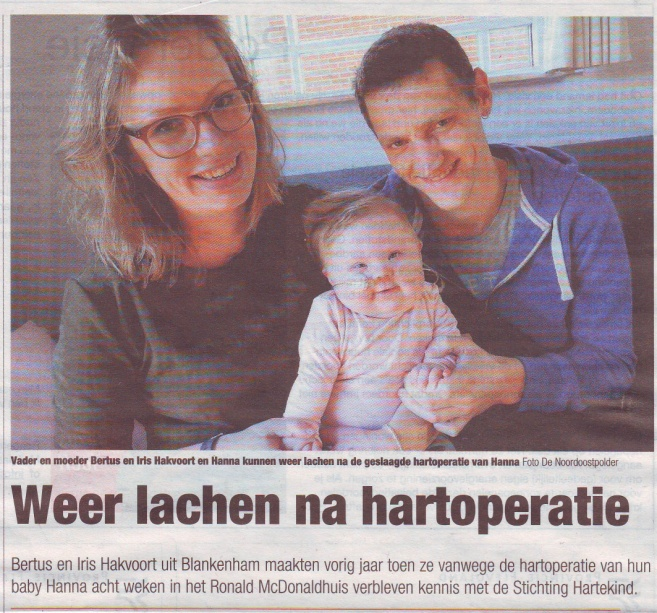 Vader en moeder Bertus en Iris Hakvoort en Hanna kunnen weer lachen na de geslaagde hartoperatie van Hanna Foto De Noordoostpolder
Weer lachen na hartoperatie
Bertus en Iris Hakvoort uit Blankenham maakten vorig jaar toen ze vanwege de hartoperatie van hun
baby Hanna acht weken in het Ronald McDonaldhuis verbleven kennis met de Stichting Hartekind.